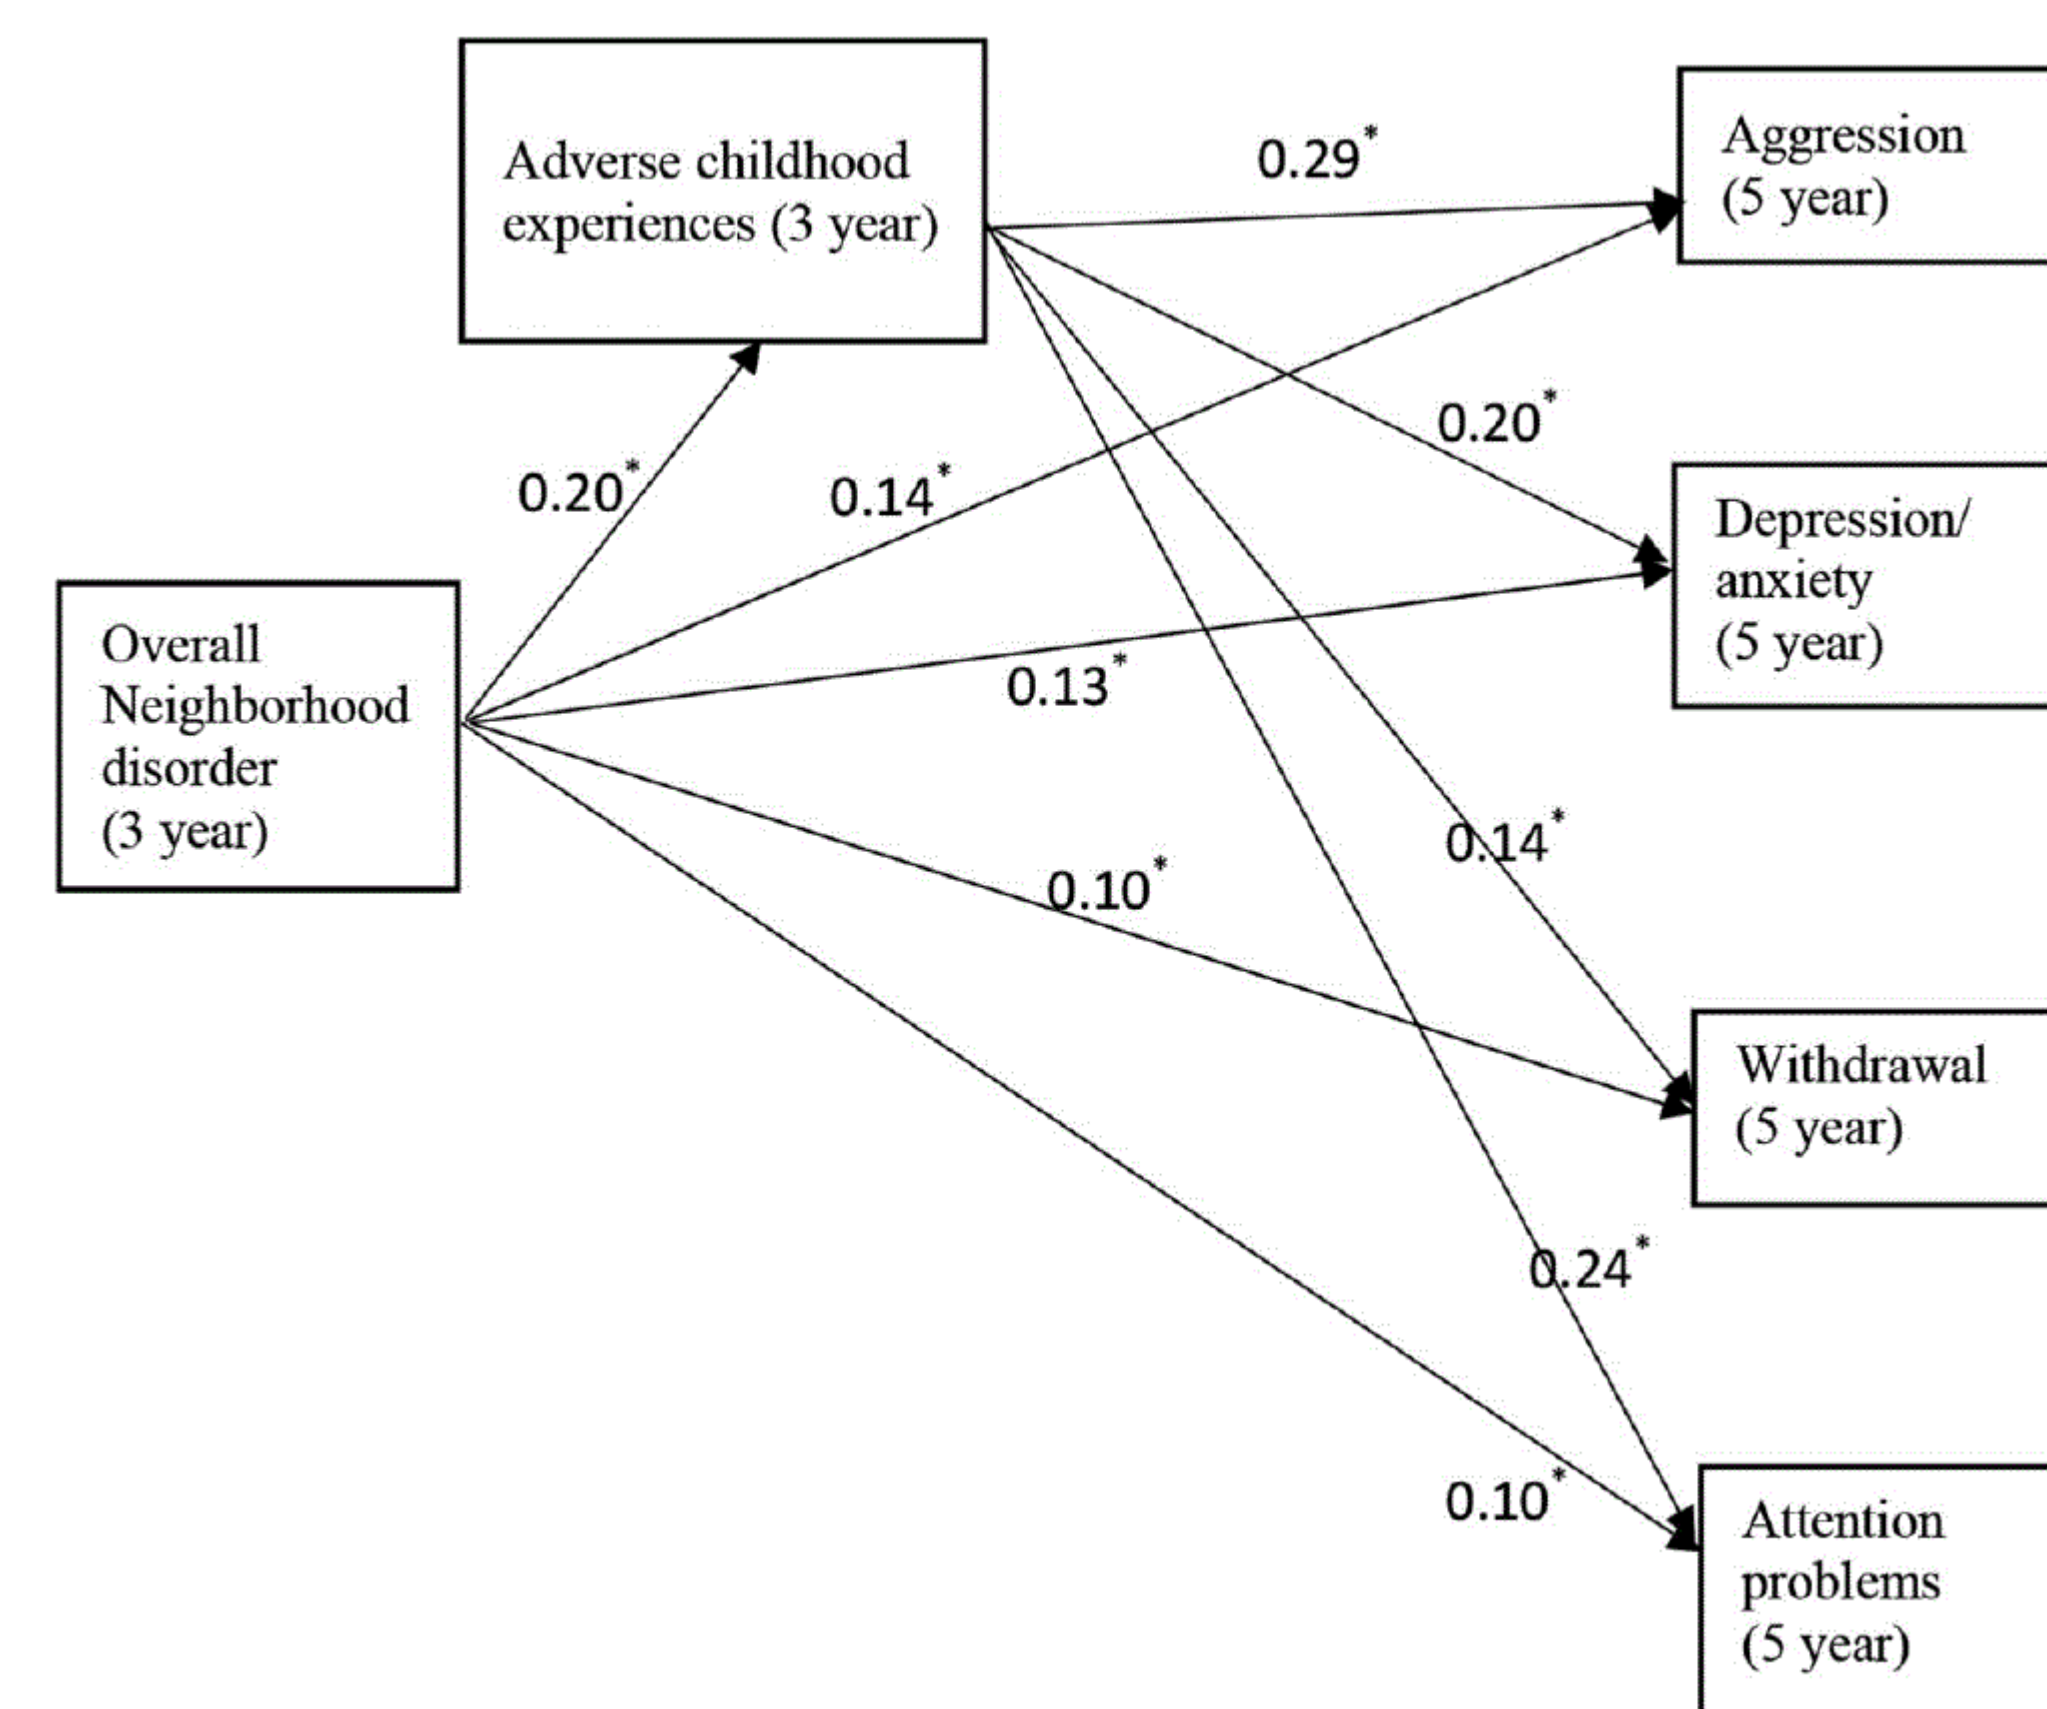 Adverse childhood
experiences (3 year)
0.29*
Aggression
(5 year)
0.20*
0.20*
0.14*
Depression/
anxiety
(5 year)
Overall
Neighborhood
disorder
(3 year)
0.13*
0.14*
0.10*
Withdrawal
(5 year)
0.24*
0.10*
Attention
problems
(5 year)